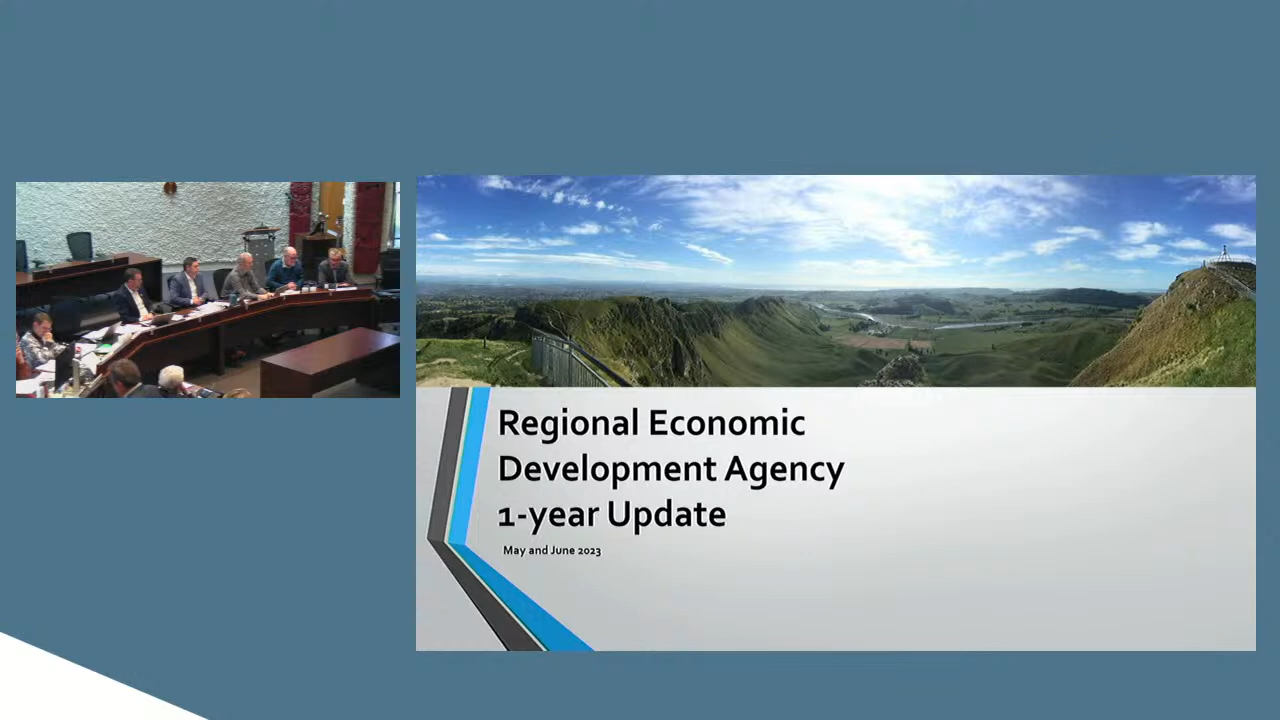 Regional Economic
Development Agency
1-year Update
May and June 2023